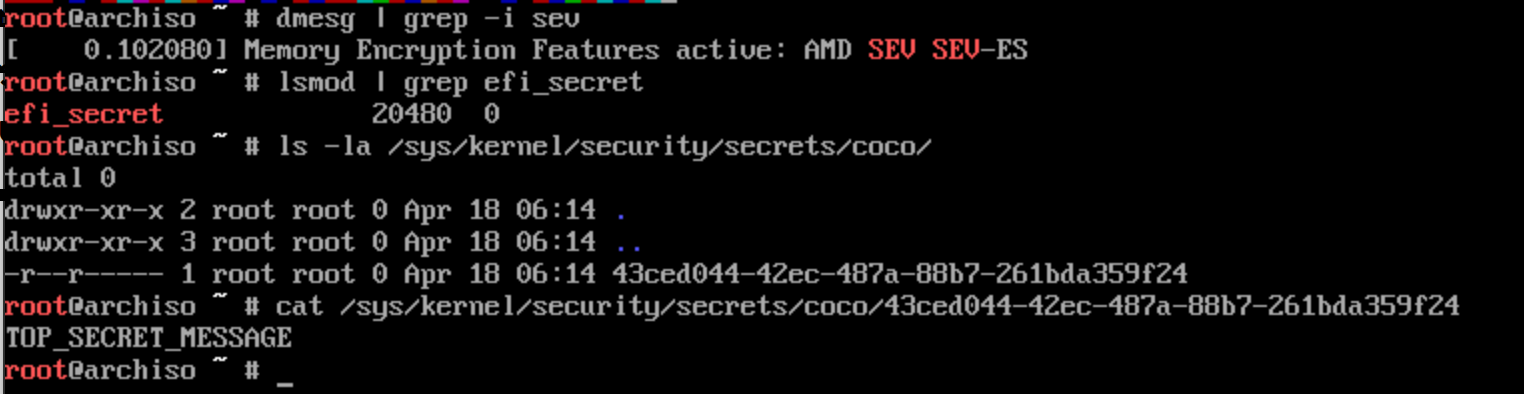 root@archiso ~ # dmesg | grep -i sev
[    0.102080] Memory Encryption Features active: AMD SEV SEV-ES
root@archiso ~ # lsmod | grep efi_secret
efi_secret             20480  0
root@archiso ~ # ls -la /sys/kernel/security/secrets/coco/
total 0
drwxr-xr-x 2 root root 0 Apr 18 06:14 .
drwxr-xr-x 3 root root 0 Apr 18 06:14 ..
-r--r----- 1 root root 0 Apr 18 06:14 43ced044-42ec-487a-88b7-261bda359f24
root@archiso ~ # cat /sys/kernel/security/secrets/coco/43ced044-42ec-487a-88b7-261bda359f24
TOP_SECRET_MESSAGE
root@archiso ~ # _